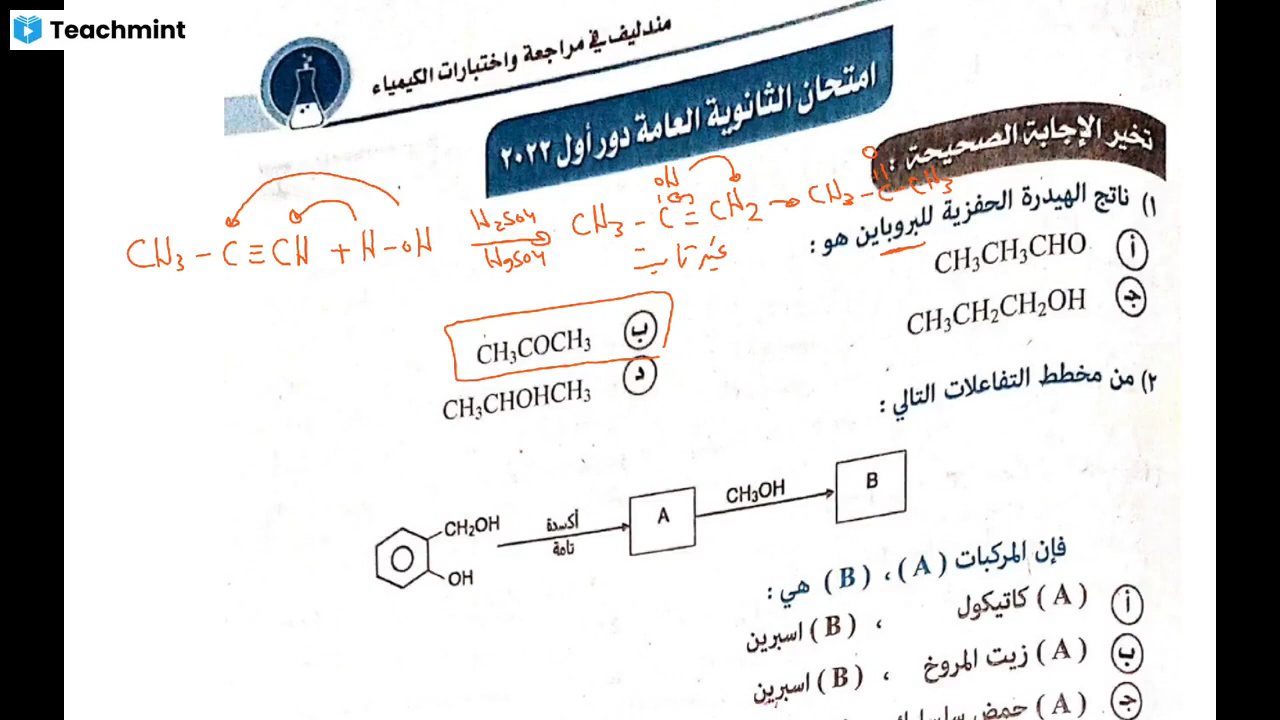 Teachmint
مندليف في مراجعة واختبارات الكيمياء
امتحان الثانوية العامة دور أول ٢٠٢٢
تخير الإجابة الصحيحة :
١) ناتج الهيدرة الحفزية للبروباين هو :
أ CH₃CH₃CHO
ب CH₃COCH₃
ج CH₃CH₂CH₂OH
د CH₃CHOHCH₃
CH₃ – C ≡ CH + H – OH H₂SO₄ HgSO₄ CH₃ – C = CH₂ → CH₃ – C – CH₃
OH
O
غير ثابت
٢) من مخطط التفاعلات التالي :
CH₂OH
OH
أكسدة
تامة
A
CH₃OH
B
فإن المركبات ( A ) ، ( B ) هي :
أ ( A ) كاتيكول ، ( B ) اسبرين
ب ( A ) زيت المروخ ، ( B ) اسبرين
ج ( A ) حمض